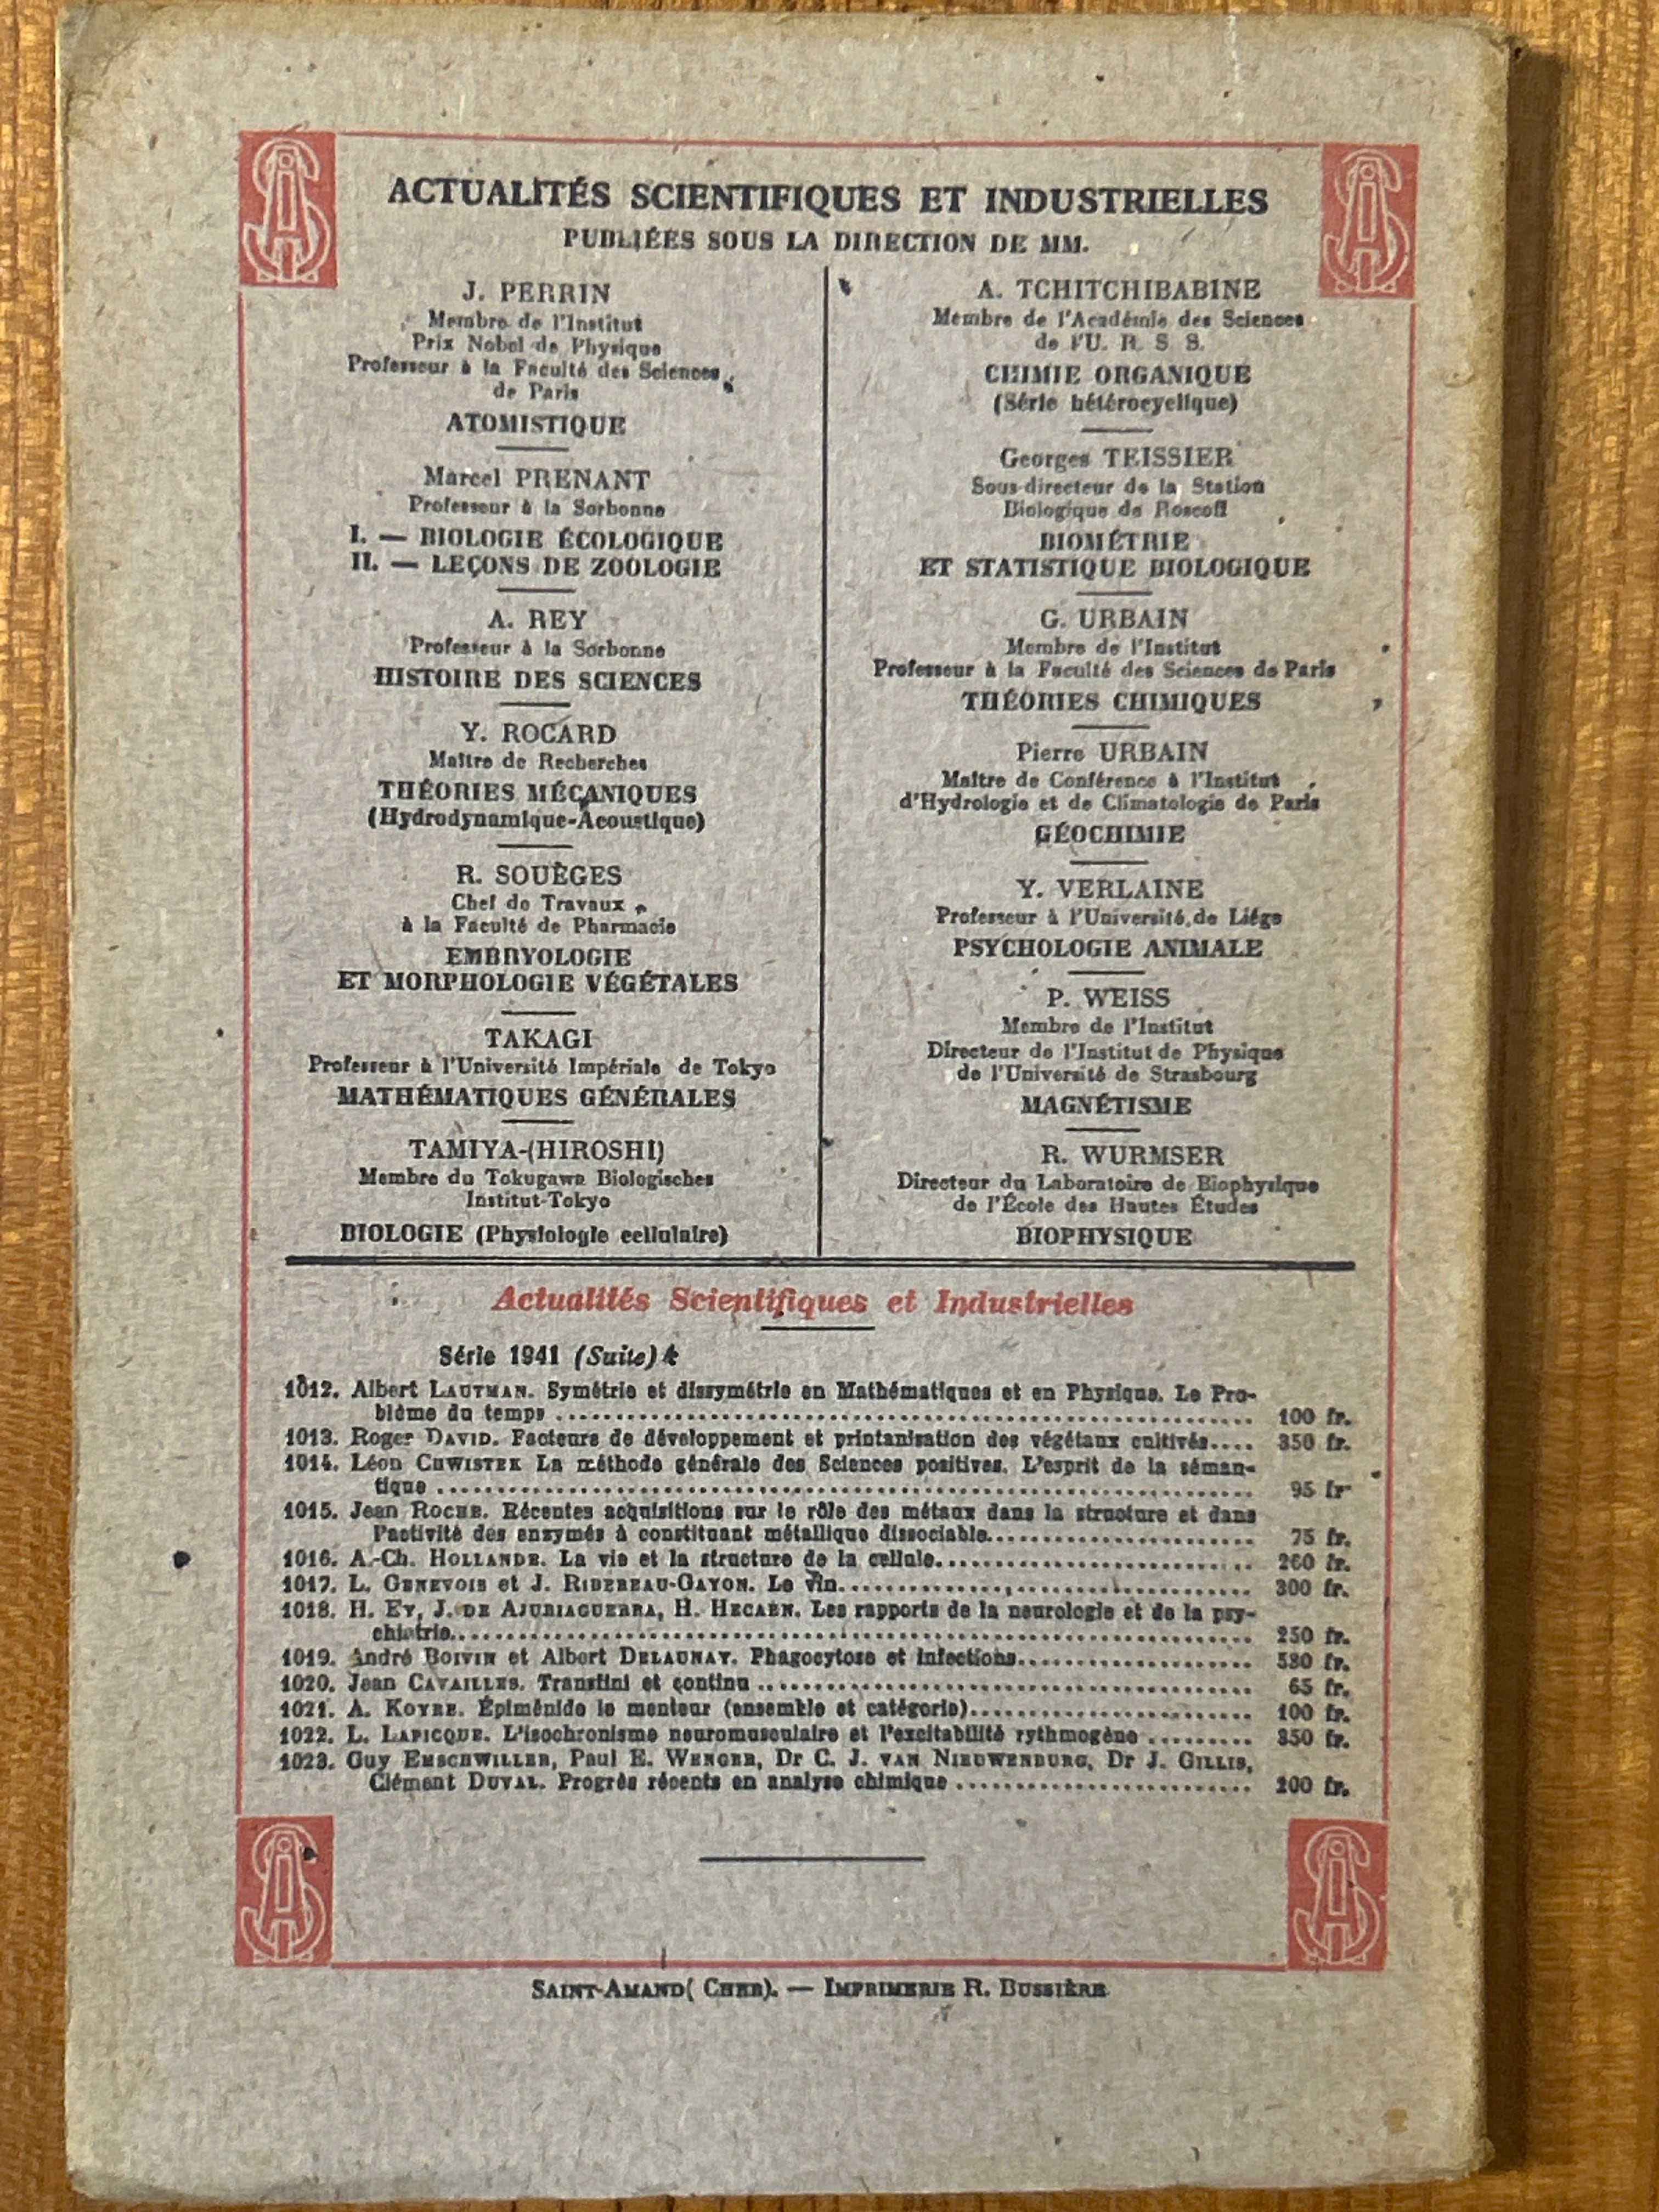 ACTUALITÉS SCIENTIFIQUES ET INDUSTRIELLES
PUBLIÉES SOUS LA DIRECTION DE MM.
J. PERRIN
Membre de l'Institut
Prix Nobel de Physique
Professeur à la Faculté des Sciences
de Paris
ATOMISTIQUE
Marcel PRENANT
Professeur à la Sorbonne
I. — BIOLOGIE ÉCOLOGIQUE
II. — LEÇONS DE ZOOLOGIE
A. REY
Professeur à la Sorbonne
HISTOIRE DES SCIENCES
Y. ROCARD
Maître de Recherches
THÉORIES MÉCANIQUES
(Hydrodynamique-Acoustique)
R. SOUÈGES
Chef de Travaux
à la Faculté de Pharmacie
EMBRYOLOGIE
ET MORPHOLOGIE VÉGÉTALES
TAKAGI
Professeur à l'Université Impériale de Tokyo
MATHÉMATIQUES GÉNÉRALES
TAMIYA-(HIROSHI)
Membre du Tokugawa Biologisches
Institut-Tokyo
BIOLOGIE (Physiologie cellulaire)
A. TCHITCHIBABINE
Membre de l'Académie des Sciences
de l'U. R. S. S.
CHIMIE ORGANIQUE
(Série hétérocyclique)
Georges TEISSIER
Sous-directeur de la Station
Biologique de Roscoff
BIOMÉTRIE
ET STATISTIQUE BIOLOGIQUE
G. URBAIN
Membre de l'Institut
Professeur à la Faculté des Sciences de Paris
THÉORIES CHIMIQUES
Pierre URBAIN
Maître de Conférence à l'Institut
d'Hydrologie et de Climatologie de Paris
GÉOCHIMIE
Y. VERLAINE
Professeur à l'Université de Liége
PSYCHOLOGIE ANIMALE
P. WEISS
Membre de l'Institut
Directeur de l'Institut de Physique
de l'Université de Strasbourg
MAGNÉTISME
R. WURMSER
Directeur du Laboratoire de Biophysique
de l'École des Hautes Études
BIOPHYSIQUE
Actualités Scientifiques et Industrielles
Série 1941 (Suite)
1012. Albert LAUTMAN. Symétrie et dissymétrie en Mathématiques et en Physique. Le Pro-
blème du temps .......... 100 fr.
1013. Roger DAVID. Facteurs de développement et printanisation des végétaux cultivés.... 350 fr.
1014. Léon CHWISTEK La méthode générale des Sciences positives. L'esprit de la séman-
tique .......... 95 fr
1015. Jean ROCHE. Récentes acquisitions sur le rôle des métaux dans la structure et dans
l'activité des enzymes à constituant métallique dissociable.......... 75 fr.
1016. A.-Ch. HOLLANDE. La vie et la structure de la cellule.......... 260 fr.
1017. L. GENEVOIS et J. RIBEREAU-GAYON. Le vin.......... 300 fr.
1018. H. EY, J. DE AJURIAGUERRA, H. HECAEN. Les rapports de la neurologie et de la psy-
chiatrie.......... 250 fr.
1019. André BOIVIN et Albert DELAUNAY. Phagocytose et infections.......... 580 fr.
1020. Jean CAVAILLES. Transfini et continu .......... 65 fr.
1021. A. KOYRE. Épiménide le menteur (ensemble et catégorie).......... 100 fr.
1022. L. LAPICQUE. L'isochronisme neuromusculaire et l'excitabilité rythmogène ......... 350 fr.
1023. Guy EMSCHWILLER, Paul E. WENGER, Dr C. J. VAN NIEUWENBURG, Dr J. GILLIS,
Clément DUVAL. Progrès récents en analyse chimique .......... 200 fr.
SAINT-AMAND( CHER). — IMPRIMERIE R. BUSSIÈRE